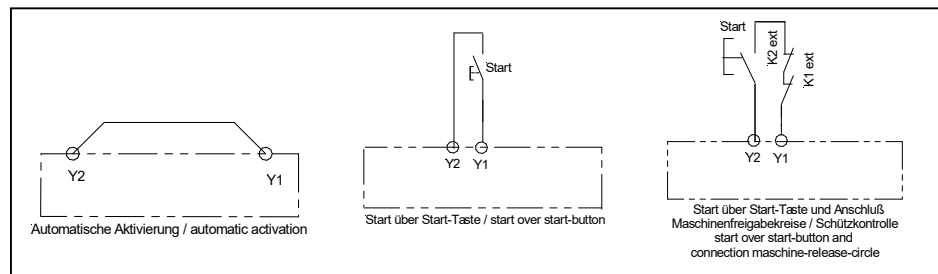 Y2
Y1
Automatische Aktivierung / automatic activation
Start
Y2
Y1
Start über Start-Taste / start over start-button
Start
K2 ext
K1 ext
Y2
Y1
Start über Start-Taste und Anschluß
Maschinenfreigabekreise / Schützkontrolle
start over start-button and
connection maschine-release-circle